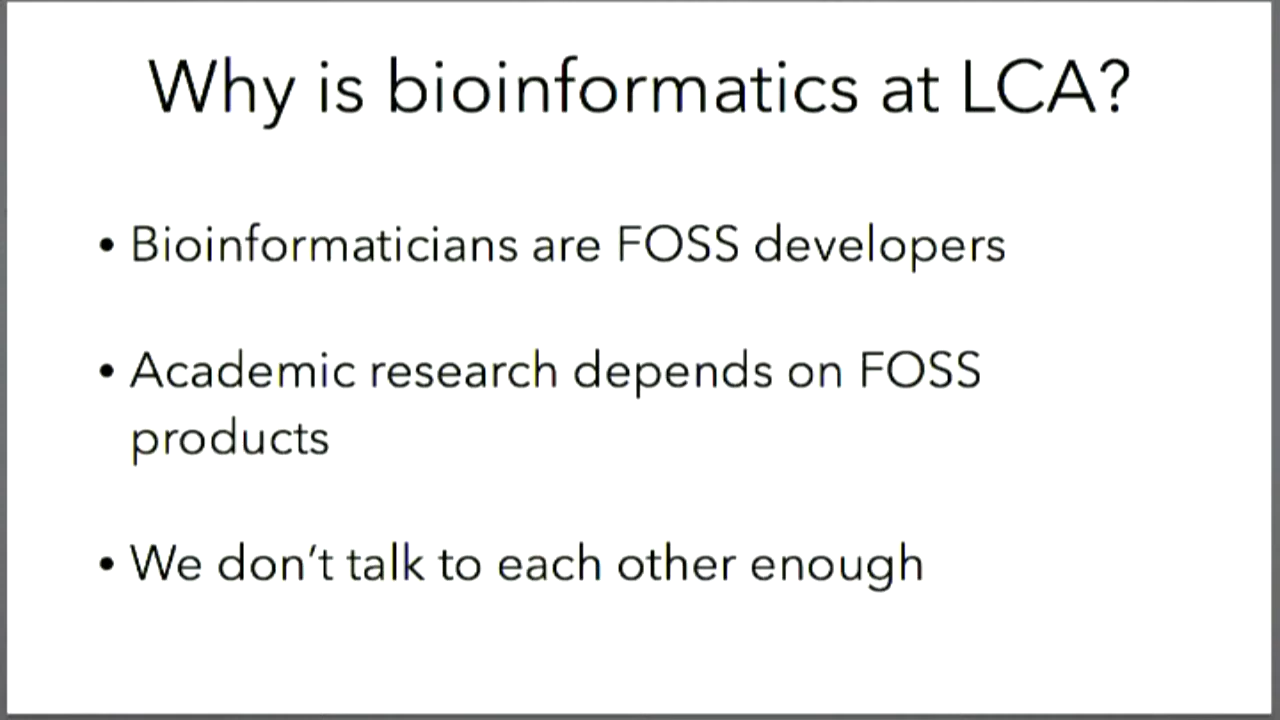 Why is bioinformatics at LCA?
• Bioinformaticians are FOSS developers
• Academic research depends on FOSS
products
• We don’t talk to each other enough